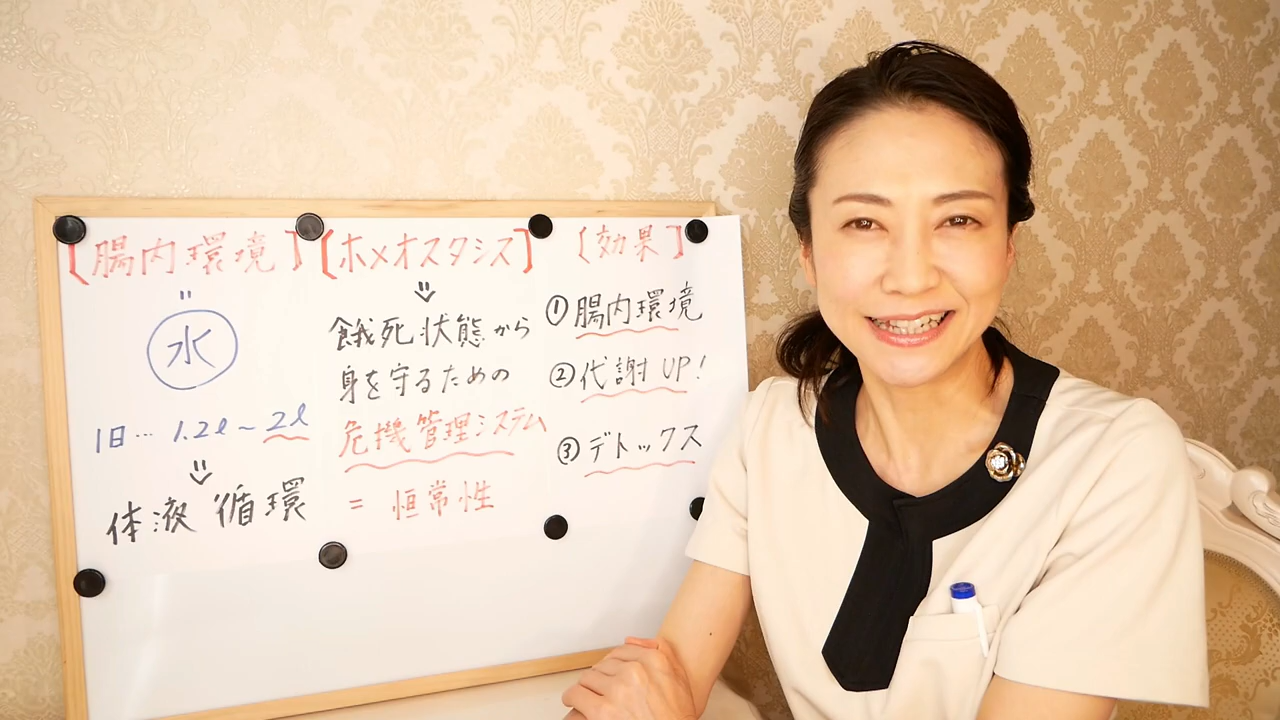 【腸内環境】
〃
水
1日… 1.2ℓ～2ℓ
体液循環
【ホメオスタシス】
餓死状態から
身を守るための
危機管理システム
= 恒常性
【効果】
①腸内環境
②代謝UP!
③デトックス